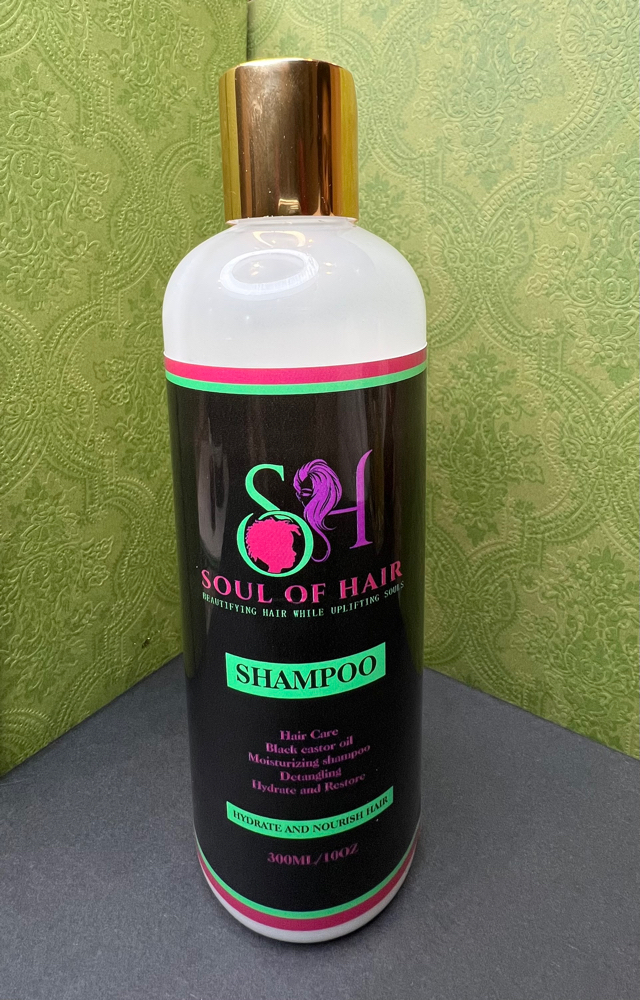 SH
SOUL OF HAIR
BEAUTIFYING HAIR WHILE UPLIFTING SOULS
SHAMPOO
Hair Care
Black castor oil
Moisturizing shampoo
Detangling
Hydrate and Restore
HYDRATE AND NOURISH HAIR
300ML/10OZ